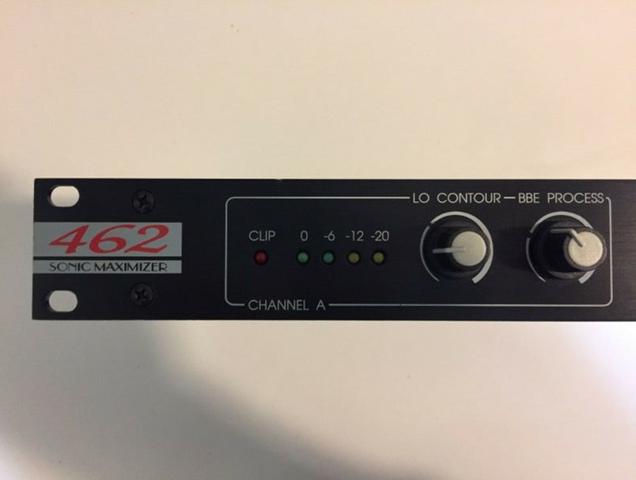 462
SONIC MAXIMIZER
LO CONTOUR
BBE PROCESS
CLIP 0 -6 -12 -20
CHANNEL A